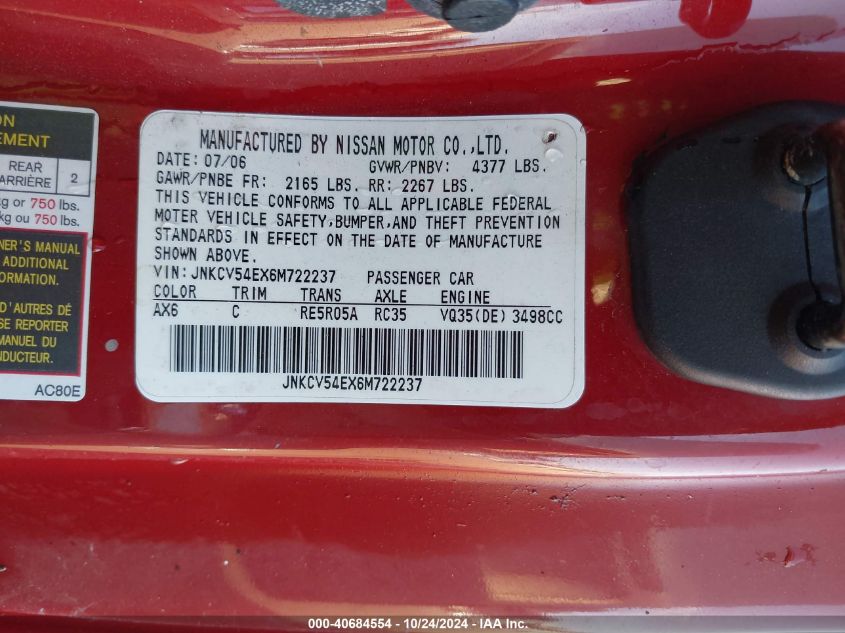 ON
EMENT
REAR
ARRIÈRE 2
kg or 750 lbs.
kg ou 750 lbs.
NER'S MANUAL
ADDITIONAL
ORMATION.
D'AUTRES DÉ
SE REPORTER
MANUEL DU
NDUCTEUR.
AC80E
MANUFACTURED BY NISSAN MOTOR CO.,LTD.
DATE: 07/06 GVWR/PNBV: 4377 LBS.
GAWR/PNBE FR: 2165 LBS. RR: 2267 LBS.
THIS VEHICLE CONFORMS TO ALL APPLICABLE FEDERAL
MOTER VEHICLE SAFETY,BUMPER,AND THEFT PREVENTION
STANDARDS IN EFFECT ON THE DATE OF MANUFACTURE
SHOWN ABOVE.
VIN: JNKCV54EX6M722237 PASSENGER CAR
COLOR TRIM TRANS AXLE ENGINE
AX6 C RE5R05A RC35 VQ35(DE) 3498CC
JNKCV54EX6M722237
000-40684554 - 10/24/2024 - IAA Inc.